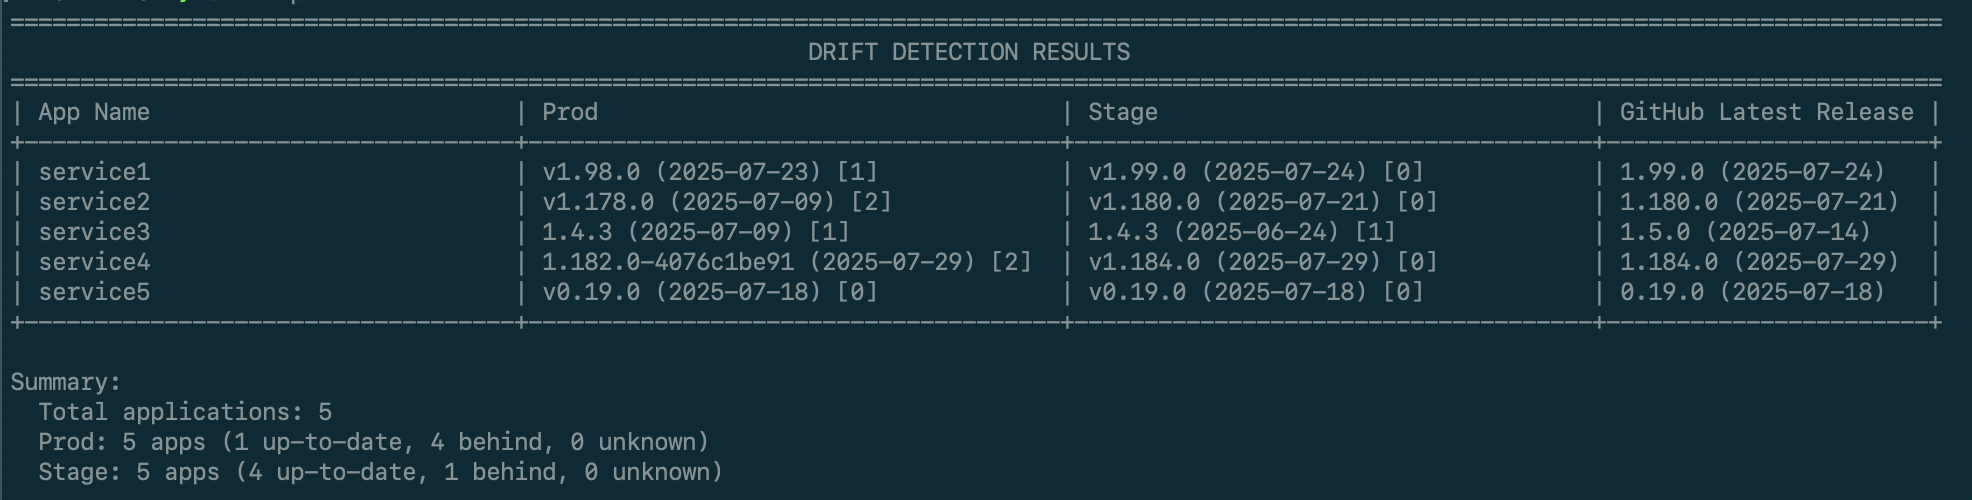 DRIFT DETECTION RESULTS
| App Name | Prod | Stage | GitHub Latest Release |
| service1 | v1.98.0 (2025-07-23) [1] | v1.99.0 (2025-07-24) [0] | 1.99.0 (2025-07-24) |
| service2 | v1.178.0 (2025-07-09) [2] | v1.180.0 (2025-07-21) [0] | 1.180.0 (2025-07-21) |
| service3 | 1.4.3 (2025-07-09) [1] | 1.4.3 (2025-06-24) [1] | 1.5.0 (2025-07-14) |
| service4 | 1.182.0-4076c1be91 (2025-07-29) [2] | v1.184.0 (2025-07-29) [0] | 1.184.0 (2025-07-29) |
| service5 | v0.19.0 (2025-07-18) [0] | v0.19.0 (2025-07-18) [0] | 0.19.0 (2025-07-18) |
Summary:
Total applications: 5
Prod: 5 apps (1 up-to-date, 4 behind, 0 unknown)
Stage: 5 apps (4 up-to-date, 1 behind, 0 unknown)